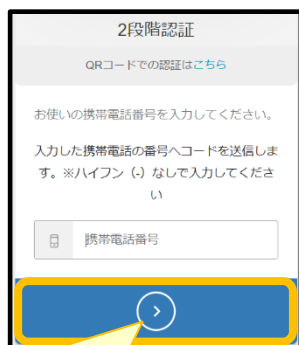 2段階認証
QRコードでの認証はこちら
お使いの携帯電話番号を入力してください。
入力した携帯電話の番号へコードを送信しま
す。※ハイフン（-）なしで入力してくださ
い
携帯電話番号